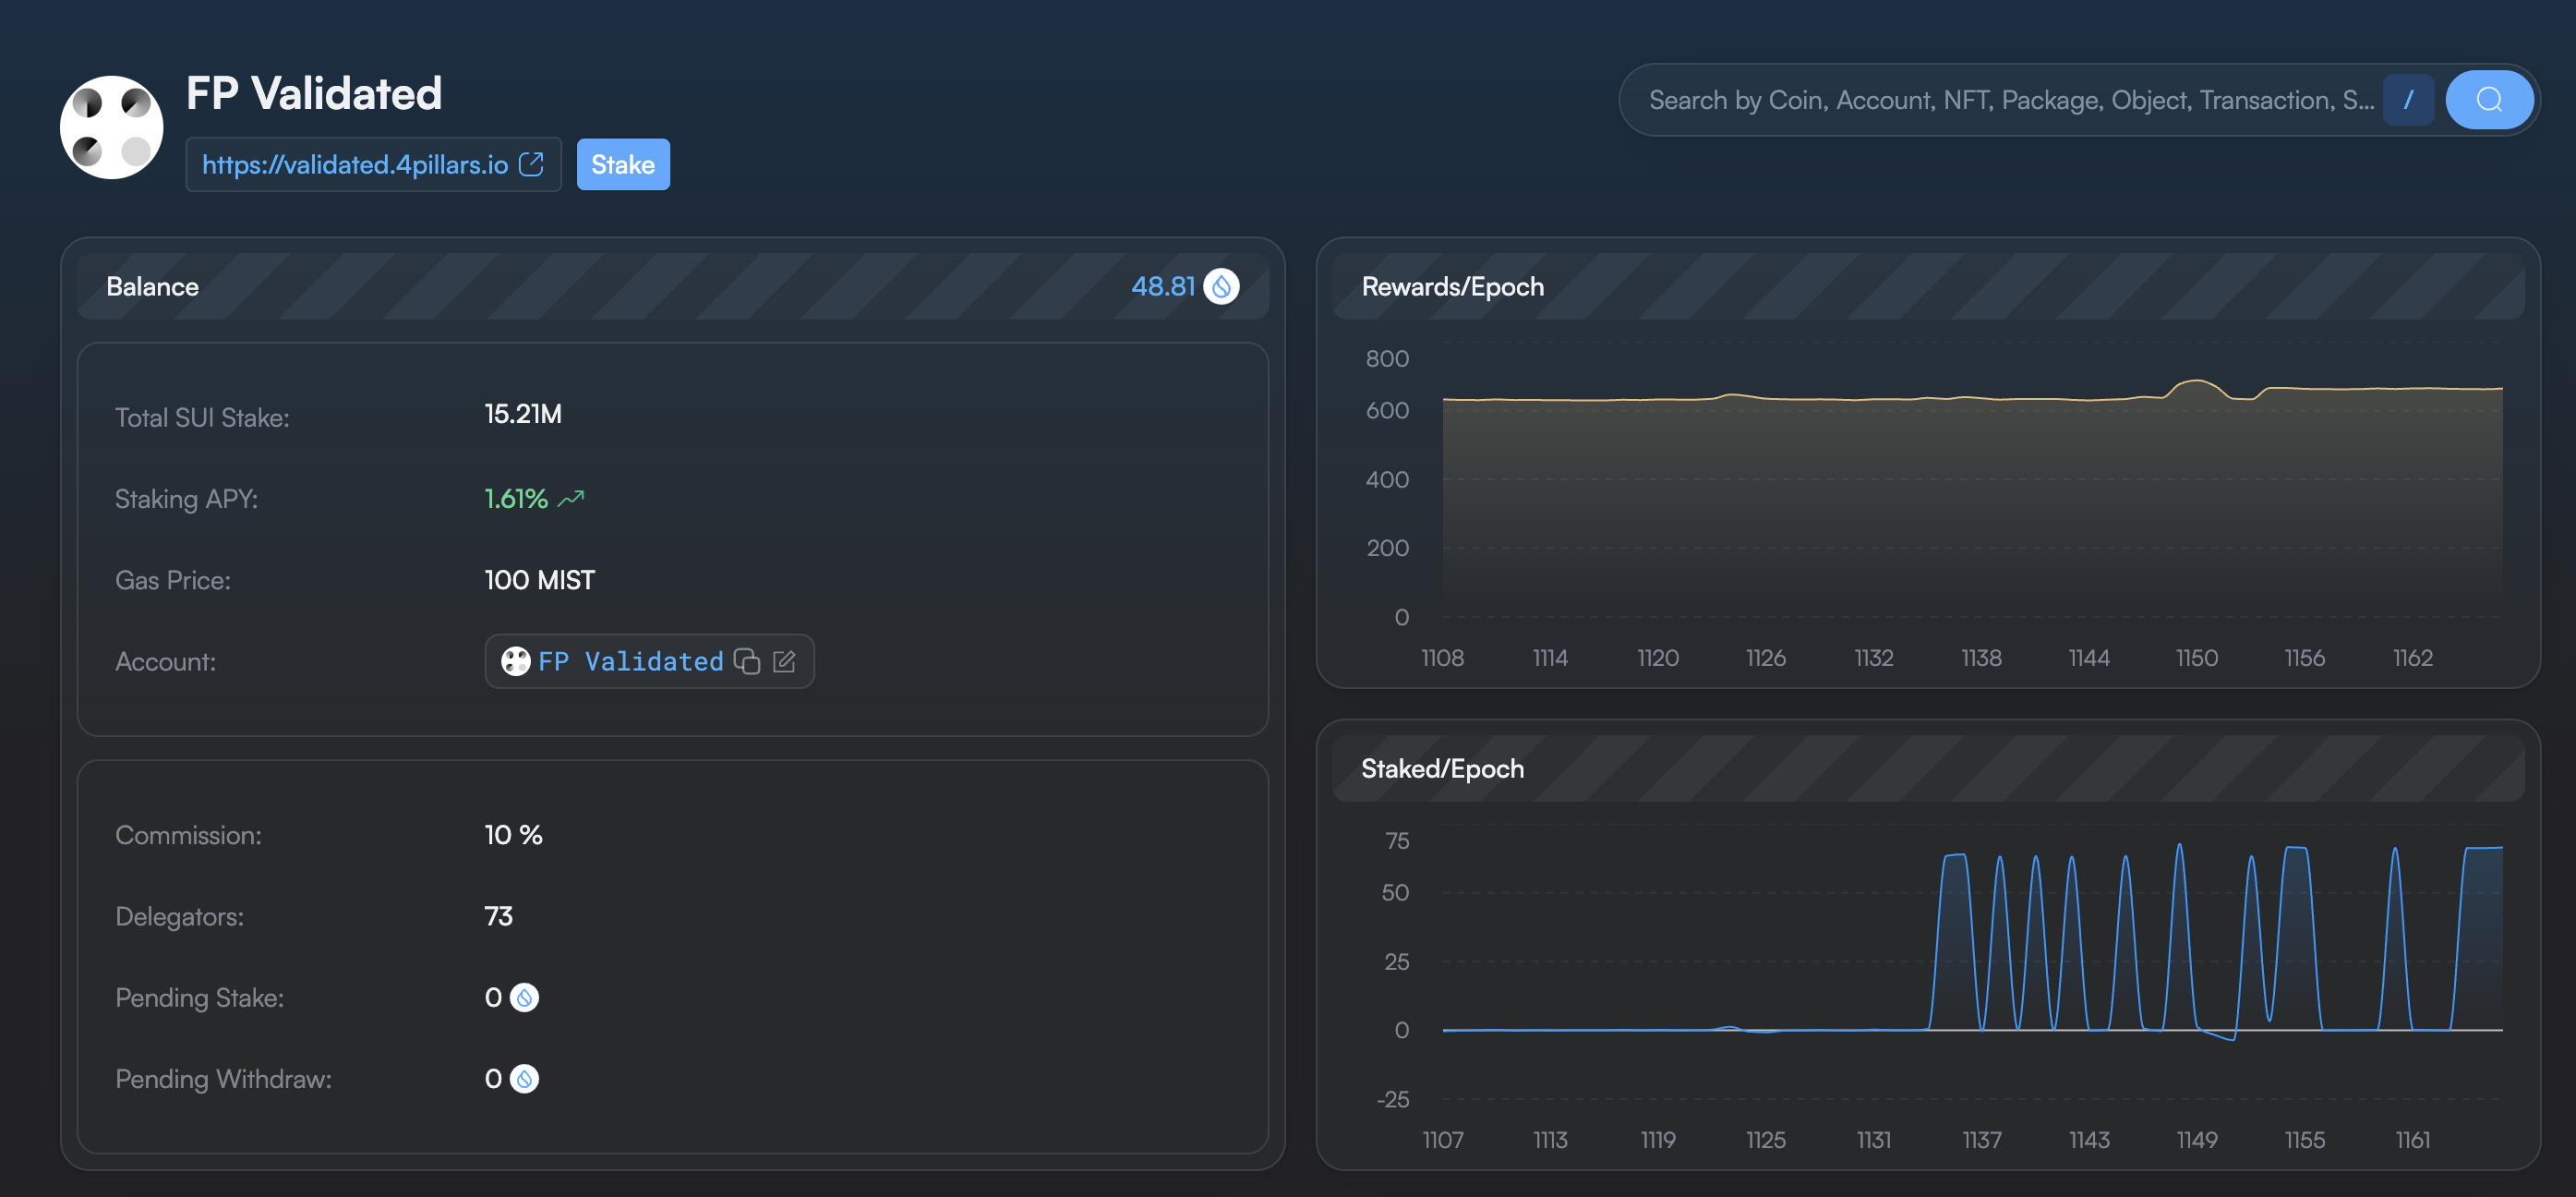 FP Validated
https://validated.4pillars.io
Stake
Search by Coin, Account, NFT, Package, Object, Transaction, S...
/
Balance
48.81
Total SUI Stake: 15.21M
Staking APY: 1.61%
Gas Price: 100 MIST
Account: FP Validated
Commission: 10 %
Delegators: 73
Pending Stake: 0
Pending Withdraw: 0
Rewards/Epoch
800
600
400
200
0
1108 1114 1120 1126 1132 1138 1144 1150 1156 1162
Staked/Epoch
75
50
25
0
-25
1107 1113 1119 1125 1131 1137 1143 1149 1155 1161